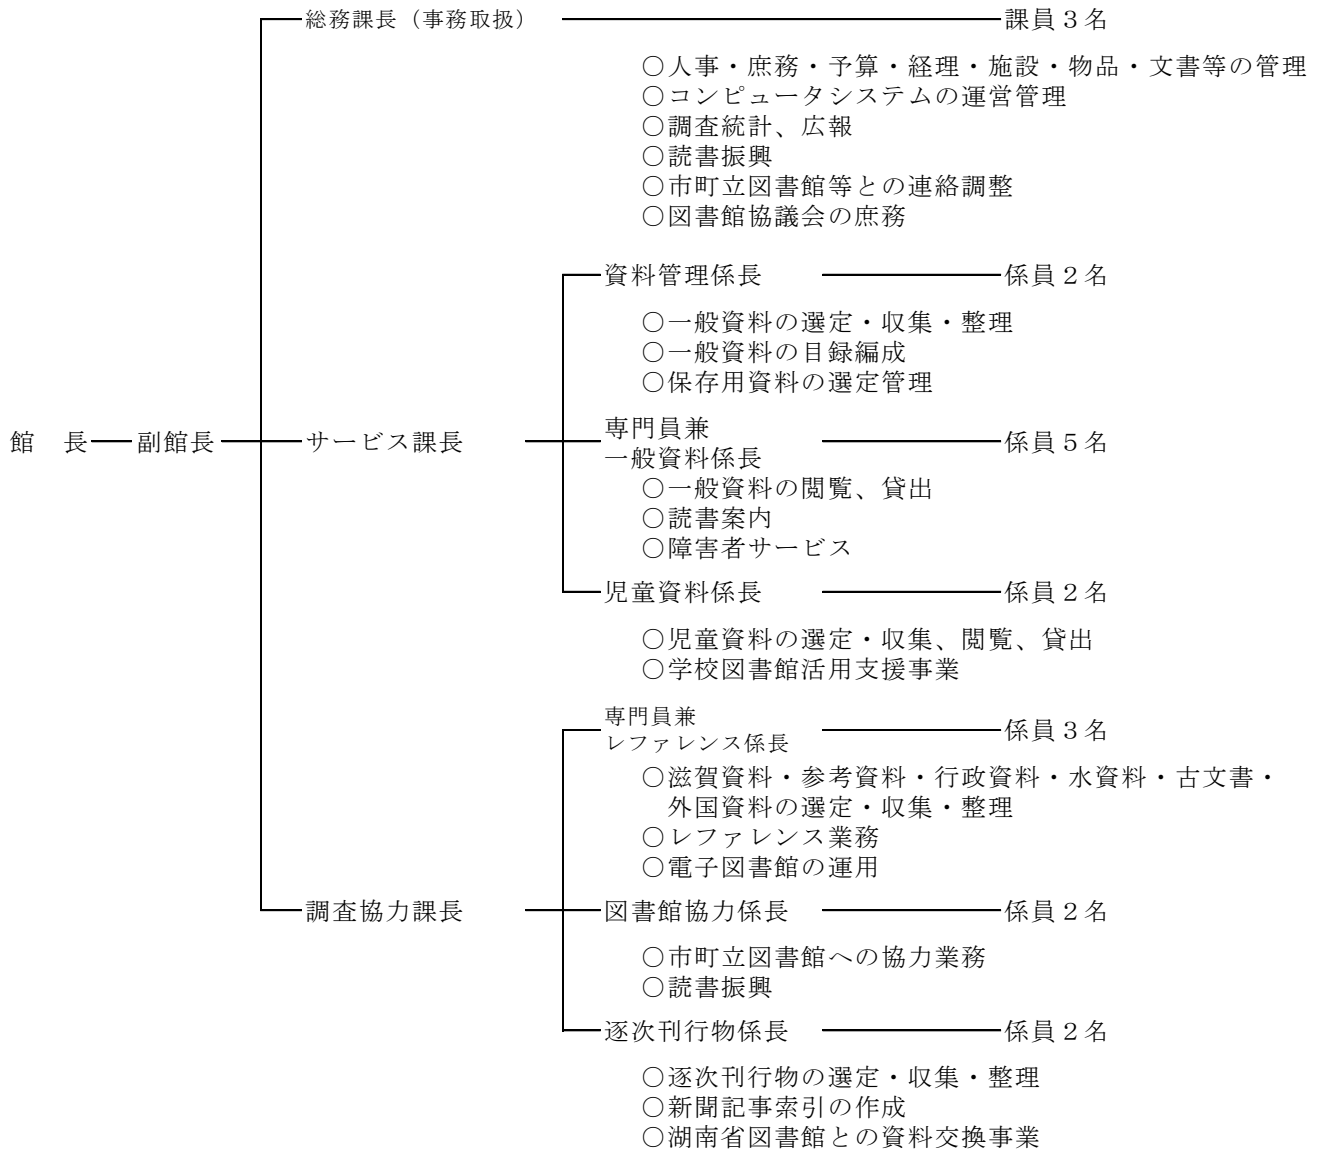 総務課長（事務取扱） 課員３名
○人事・庶務・予算・経理・施設・物品・文書等の管理
○コンピュータシステムの運営管理
○調査統計、広報
○読書振興
○市町立図書館等との連絡調整
○図書館協議会の庶務
資料管理係長 係員２名
○一般資料の選定・収集・整理
○一般資料の目録編成
○保存用資料の選定管理
館　長 副館長 サービス課長 専門員兼 係員５名
一般資料係長
○一般資料の閲覧、貸出
○読書案内
○障害者サービス
児童資料係長 係員２名
○児童資料の選定・収集、閲覧、貸出
○学校図書館活用支援事業
専門員兼
レファレンス係長 係員３名
○滋賀資料・参考資料・行政資料・水資料・古文書・
外国資料の選定・収集・整理
○レファレンス業務
○電子図書館の運用
調査協力課長 図書館協力係長 係員２名
○市町立図書館への協力業務
○読書振興
逐次刊行物係長 係員２名
○逐次刊行物の選定・収集・整理
○新聞記事索引の作成
○湖南省図書館との資料交換事業